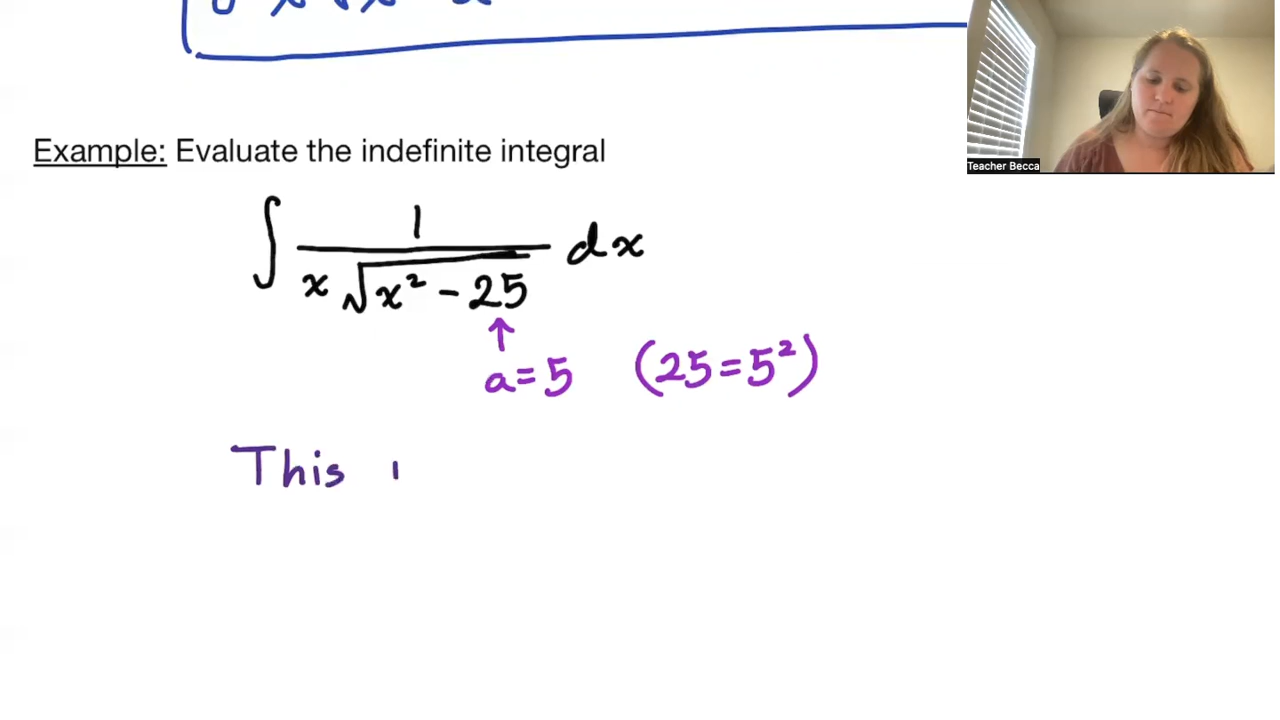 Teacher Becca
Example: Evaluate the indefinite integral
∫ 1 / (x √(x² - 25)) dx
↑
a = 5 (25 = 5²)
This